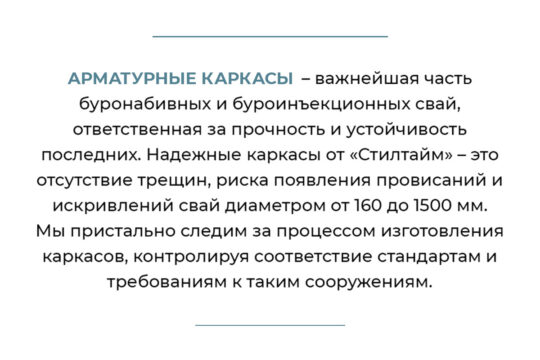 АРМАТУРНЫЕ КАРКАСЫ – важнейшая часть
буронабивных и буроинъекционных свай,
ответственная за прочность и устойчивость
последних. Надежные каркасы от «Стилтайм» – это
отсутствие трещин, риска появления провисаний и
искривлений свай диаметром от 160 до 1500 мм.
Мы пристально следим за процессом изготовления
каркасов, контролируя соответствие стандартам и
требованиям к таким сооружениям.